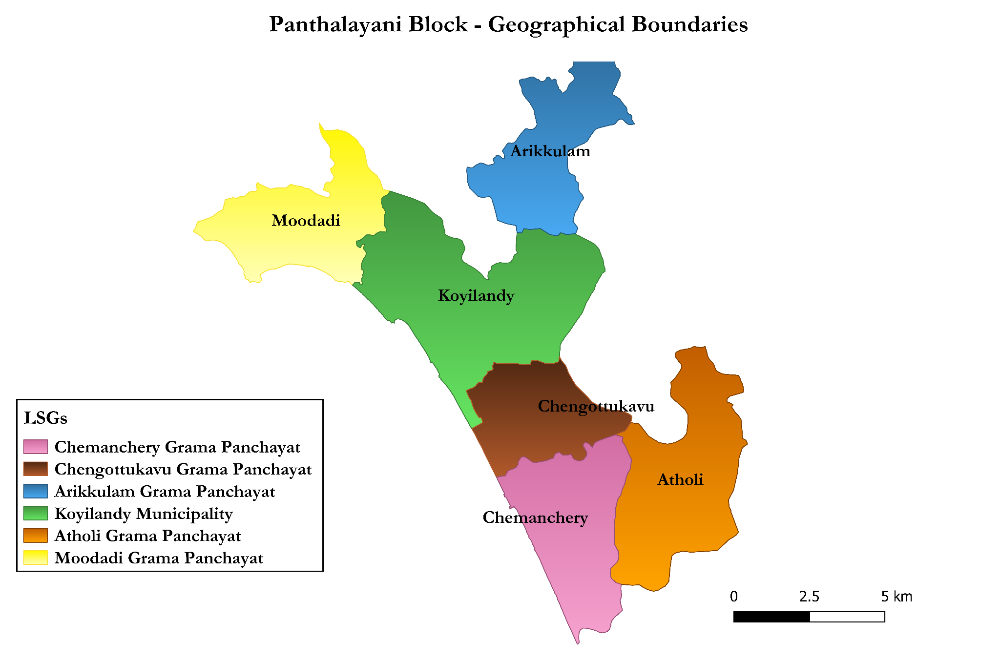 Panthalayani Block - Geographical Boundaries
Arikkulam
Moodadi
Koyilandy
Chengottukavu
Atholi
Chemanchery
LSGs
Chemanchery Grama Panchayat
Chengottukavu Grama Panchayat
Arikkulam Grama Panchayat
Koyilandy Municipality
Atholi Grama Panchayat
Moodadi Grama Panchayat
0 2.5 5 km